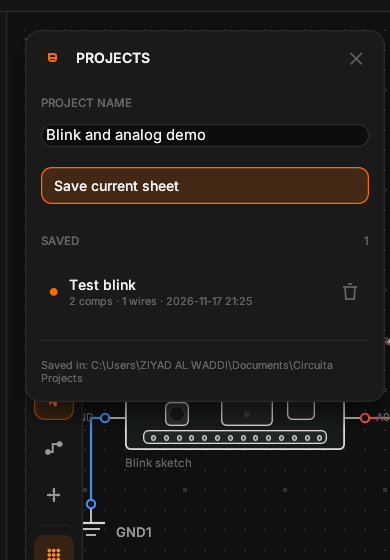 PROJECTS
PROJECT NAME
Blink and analog demo
Save current sheet
SAVED 1
Test blink
2 comps · 1 wires · 2026-11-17 21:25
Saved in: C:\Users\ZIYAD AL WADDI\Documents\Circuita
Projects
Blink sketch
GND1